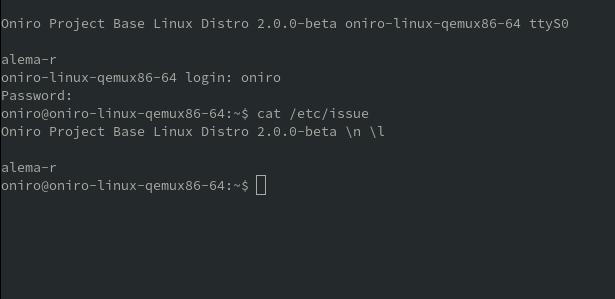 Oniro Project Base Linux Distro 2.0.0-beta oniro-linux-qemux86-64 ttyS0
alema-r
oniro-linux-qemux86-64 login: oniro
Password:
oniro@oniro-linux-qemux86-64:~$ cat /etc/issue
Oniro Project Base Linux Distro 2.0.0-beta \n \l
alema-r
oniro@oniro-linux-qemux86-64:~$